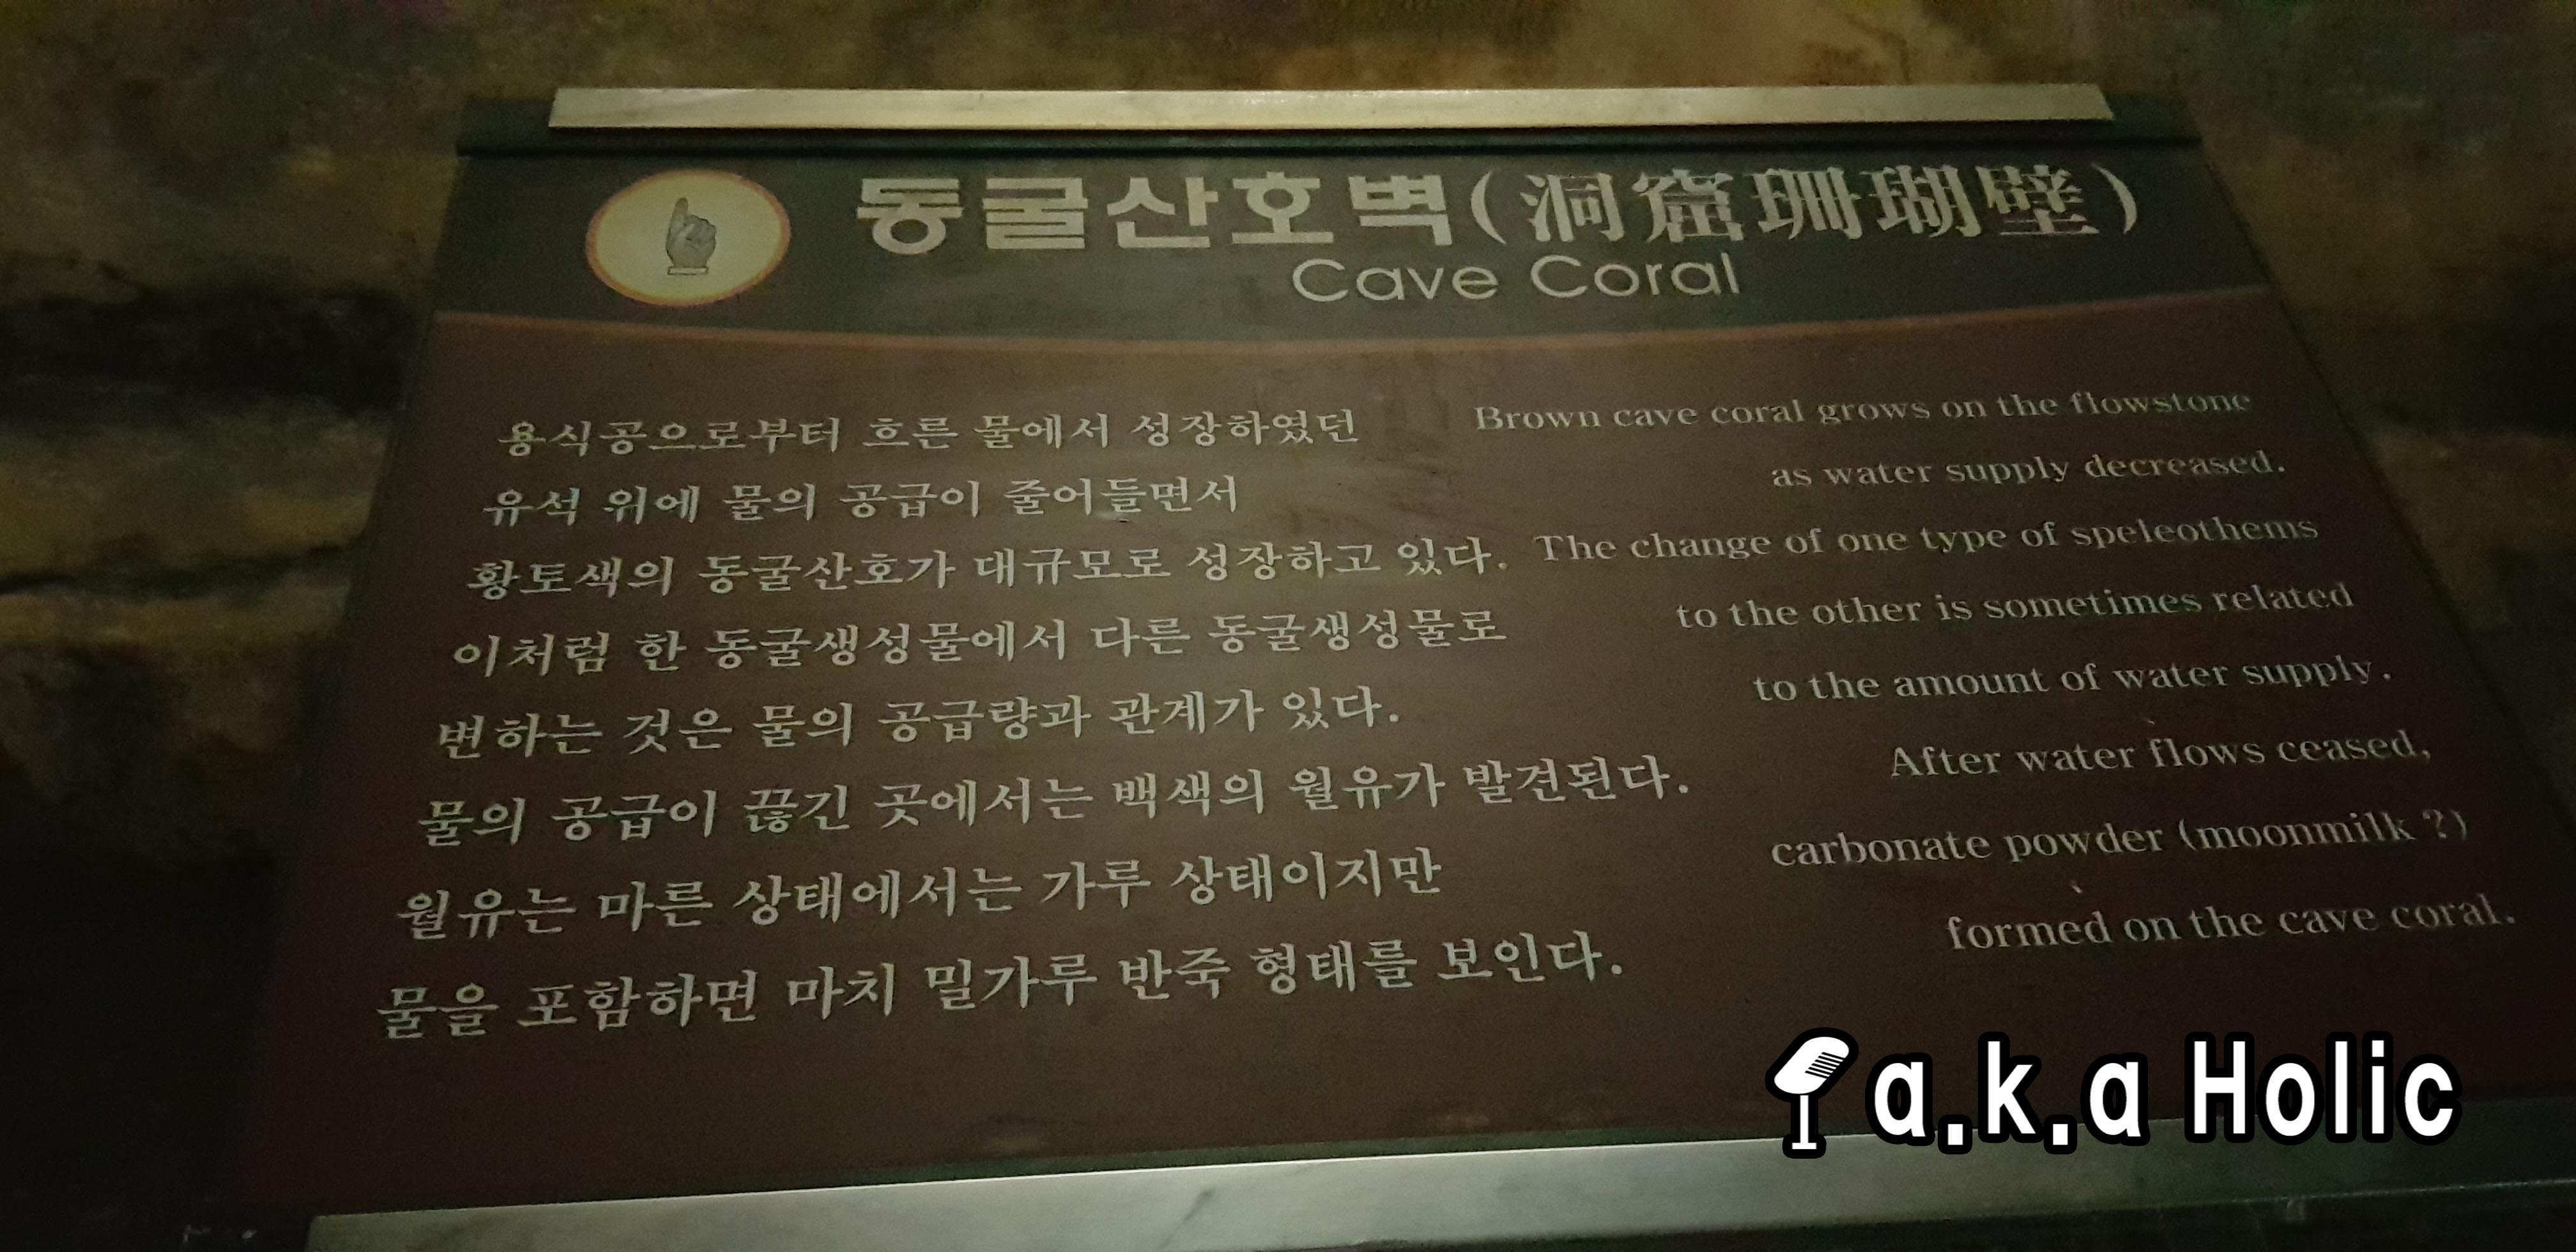 동굴산호벽(洞窟珊瑚壁)
Cave Coral
용식공으로부터 흐른 물에서 성장하였던
유석 위에 물의 공급이 줄어들면서
황토색의 동굴산호가 대규모로 성장하고 있다.
이처럼 한 동굴생성물에서 다른 동굴생성물로
변하는 것은 물의 공급량과 관계가 있다.
물의 공급이 끊긴 곳에서는 백색의 월유가 발견된다.
월유는 마른 상태에서는 가루 상태이지만
물을 포함하면 마치 밀가루 반죽 형태를 보인다.
Brown cave coral grows on the flowstone
as water supply decreased.
The change of one type of speleothems
to the other is sometimes related
to the amount of water supply.
After water flows ceased,
carbonate powder (moonmilk ?)
formed on the cave coral.
a.k.a Holic